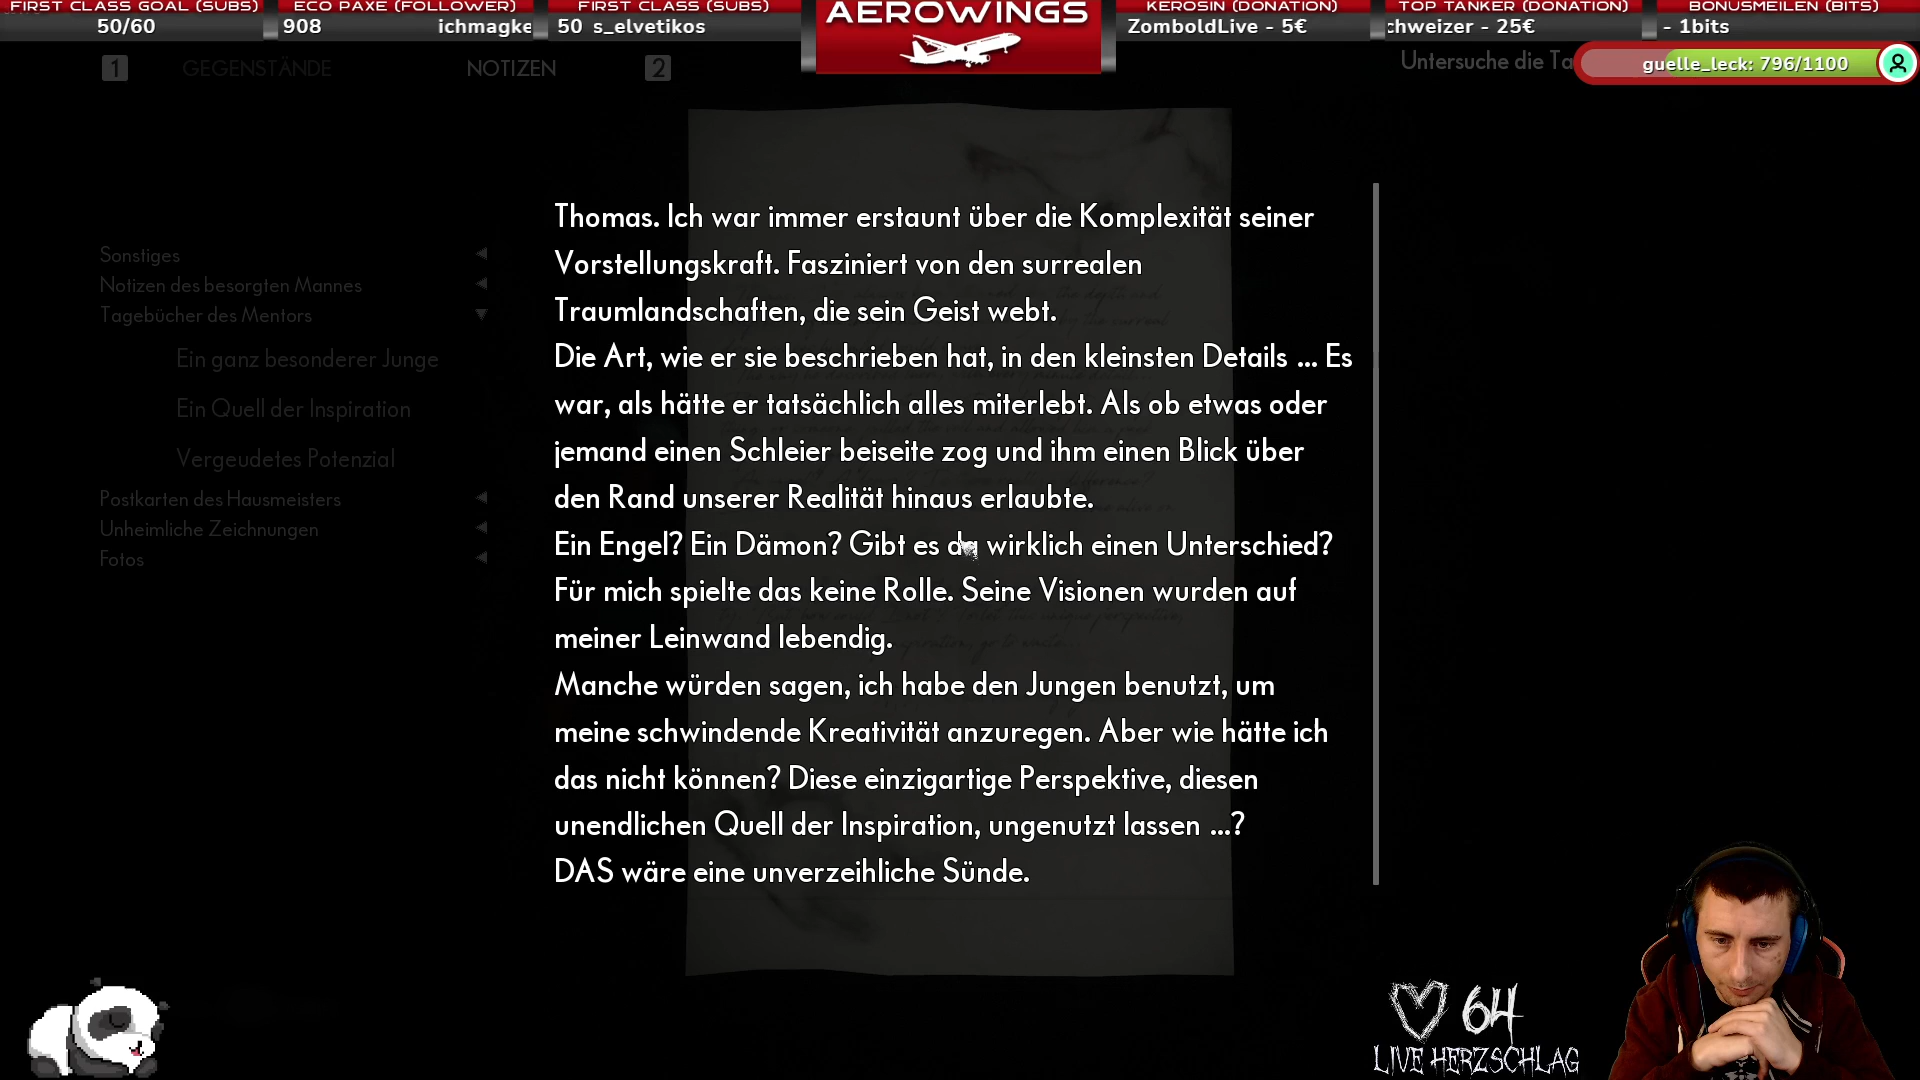 FIRST CLASS GOAL (SUBS)
50/60
ECO PAXE (FOLLOWER)
908 ichmagke
FIRST CLASS (SUBS)
50 s_elvetikos
AEROWINGS
KEROSIN (DONATION)
ZomboldLive - 5€
TOP TANKER (DONATION)
chweizer - 25€
BONUSMEILEN (BITS)
- 1bits
1 GEGENSTÄNDE NOTIZEN 2
Untersuche die Ta
guelle_leck: 796/1100
Sonstiges
Notizen des besorgten Mannes
Tagebücher des Mentors
Ein ganz besonderer Junge
Ein Quell der Inspiration
Vergeudetes Potenzial
Postkarten des Hausmeisters
Unheimliche Zeichnungen
Fotos
Thomas. Ich war immer erstaunt über die Komplexität seiner
Vorstellungskraft. Fasziniert von den surrealen
Traumlandschaften, die sein Geist webt.
Die Art, wie er sie beschrieben hat, in den kleinsten Details ... Es
war, als hätte er tatsächlich alles miterlebt. Als ob etwas oder
jemand einen Schleier beiseite zog und ihm einen Blick über
den Rand unserer Realität hinaus erlaubte.
Ein Engel? Ein Dämon? Gibt es da wirklich einen Unterschied?
Für mich spielte das keine Rolle. Seine Visionen wurden auf
meiner Leinwand lebendig.
Manche würden sagen, ich habe den Jungen benutzt, um
meine schwindende Kreativität anzuregen. Aber wie hätte ich
das nicht können? Diese einzigartige Perspektive, diesen
unendlichen Quell der Inspiration, ungenutzt lassen ...?
DAS wäre eine unverzeihliche Sünde.
64
LIVE HERZSCHLAG